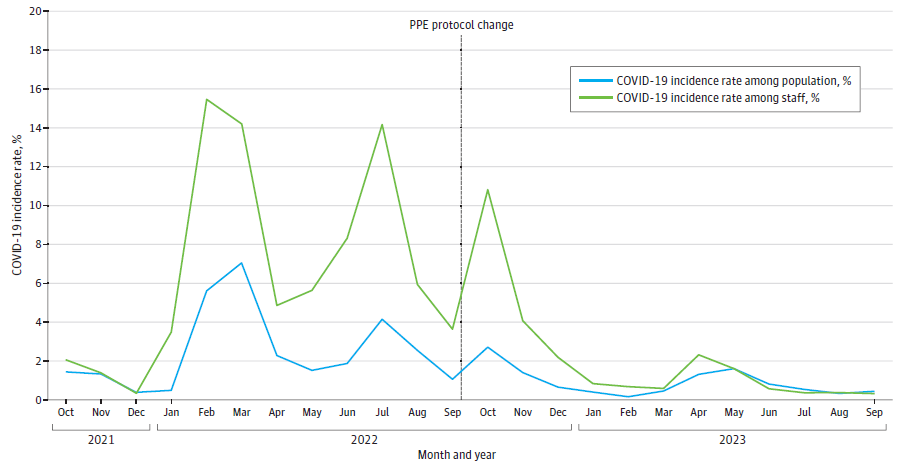 PPE protocol change
COVID-19 incidence rate among population, %
COVID-19 incidence rate among staff, %
COVID-19 incidence rate, %
20
18
16
14
12
10
8
6
4
2
0
Oct Nov Dec Jan Feb Mar Apr May Jun Jul Aug Sep Oct Nov Dec Jan Feb Mar Apr May Jun Jul Aug Sep
2021 2022 2023
Month and year